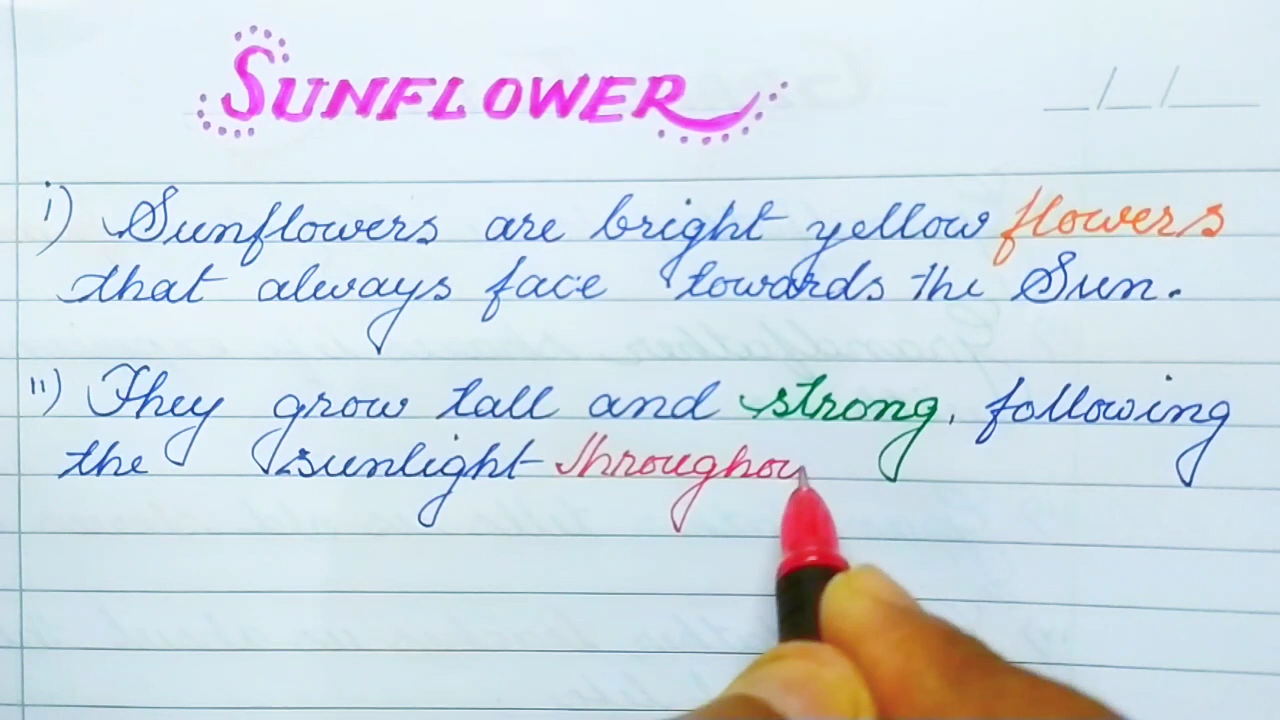 SUNFLOWER
i) Sunflowers are bright yellow flowers
that always face towards the Sun.
ii) They grow tall and strong, following
the sunlight throughou